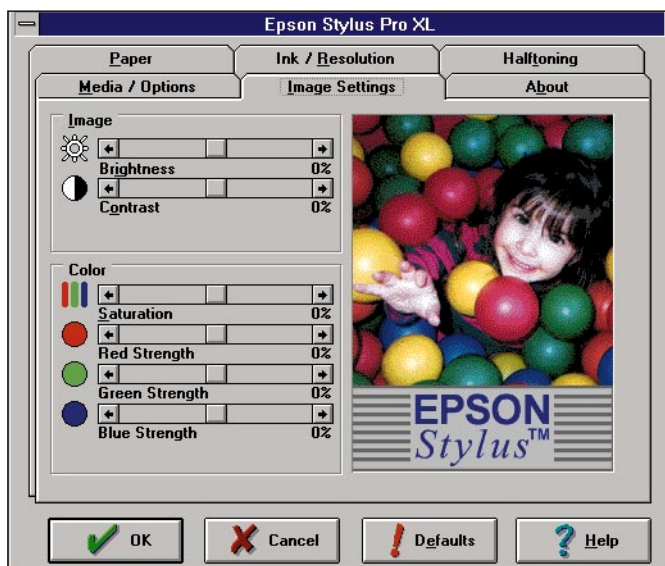 Epson Stylus Pro XL
Paper
Ink / Resolution
Halftoning
Media / Options
Image Settings
About
Image
Brightness 0%
Contrast 0%
Color
Saturation 0%
Red Strength 0%
Green Strength 0%
Blue Strength 0%
EPSON
Stylus™
OK
Cancel
Defaults
Help